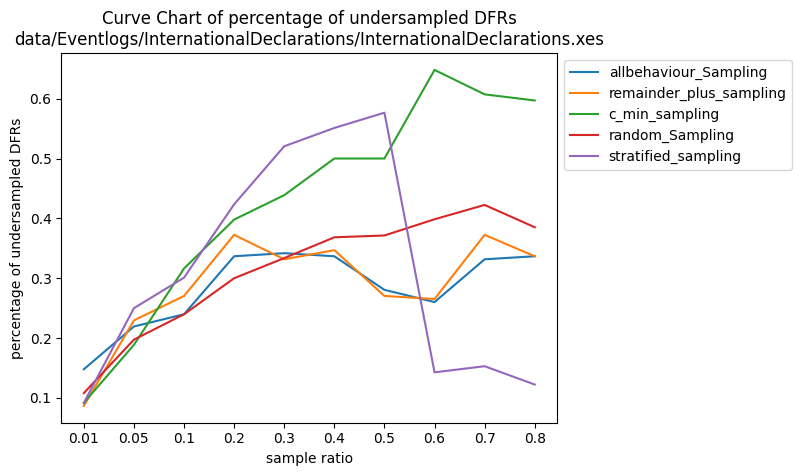 Curve Chart of percentage of undersampled DFRs
data/Eventlogs/InternationalDeclarations/InternationalDeclarations.xes
percentage of undersampled DFRs
0.6
0.5
0.4
0.3
0.2
0.1
0.01 0.05 0.1 0.2 0.3 0.4 0.5 0.6 0.7 0.8
sample ratio
allbehaviour_Sampling
remainder_plus_sampling
c_min_sampling
random_Sampling
stratified_sampling